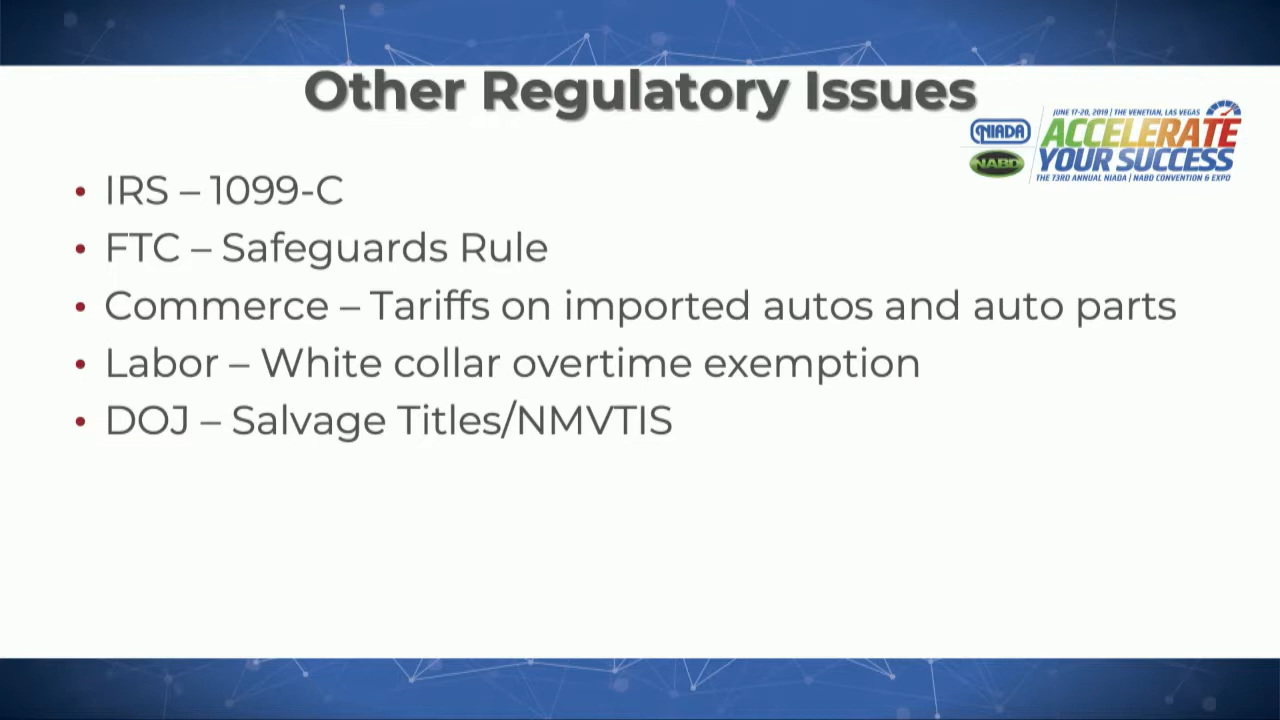 Other Regulatory Issues
JUNE 17-20, 2019 | THE VENETIAN, LAS VEGAS
NIADA
NABD
ACCELERATE
YOUR SUCCESS
THE 73RD ANNUAL NIADA | NABD CONVENTION & EXPO
• IRS – 1099-C
• FTC – Safeguards Rule
• Commerce – Tariffs on imported autos and auto parts
• Labor – White collar overtime exemption
• DOJ – Salvage Titles/NMVTIS